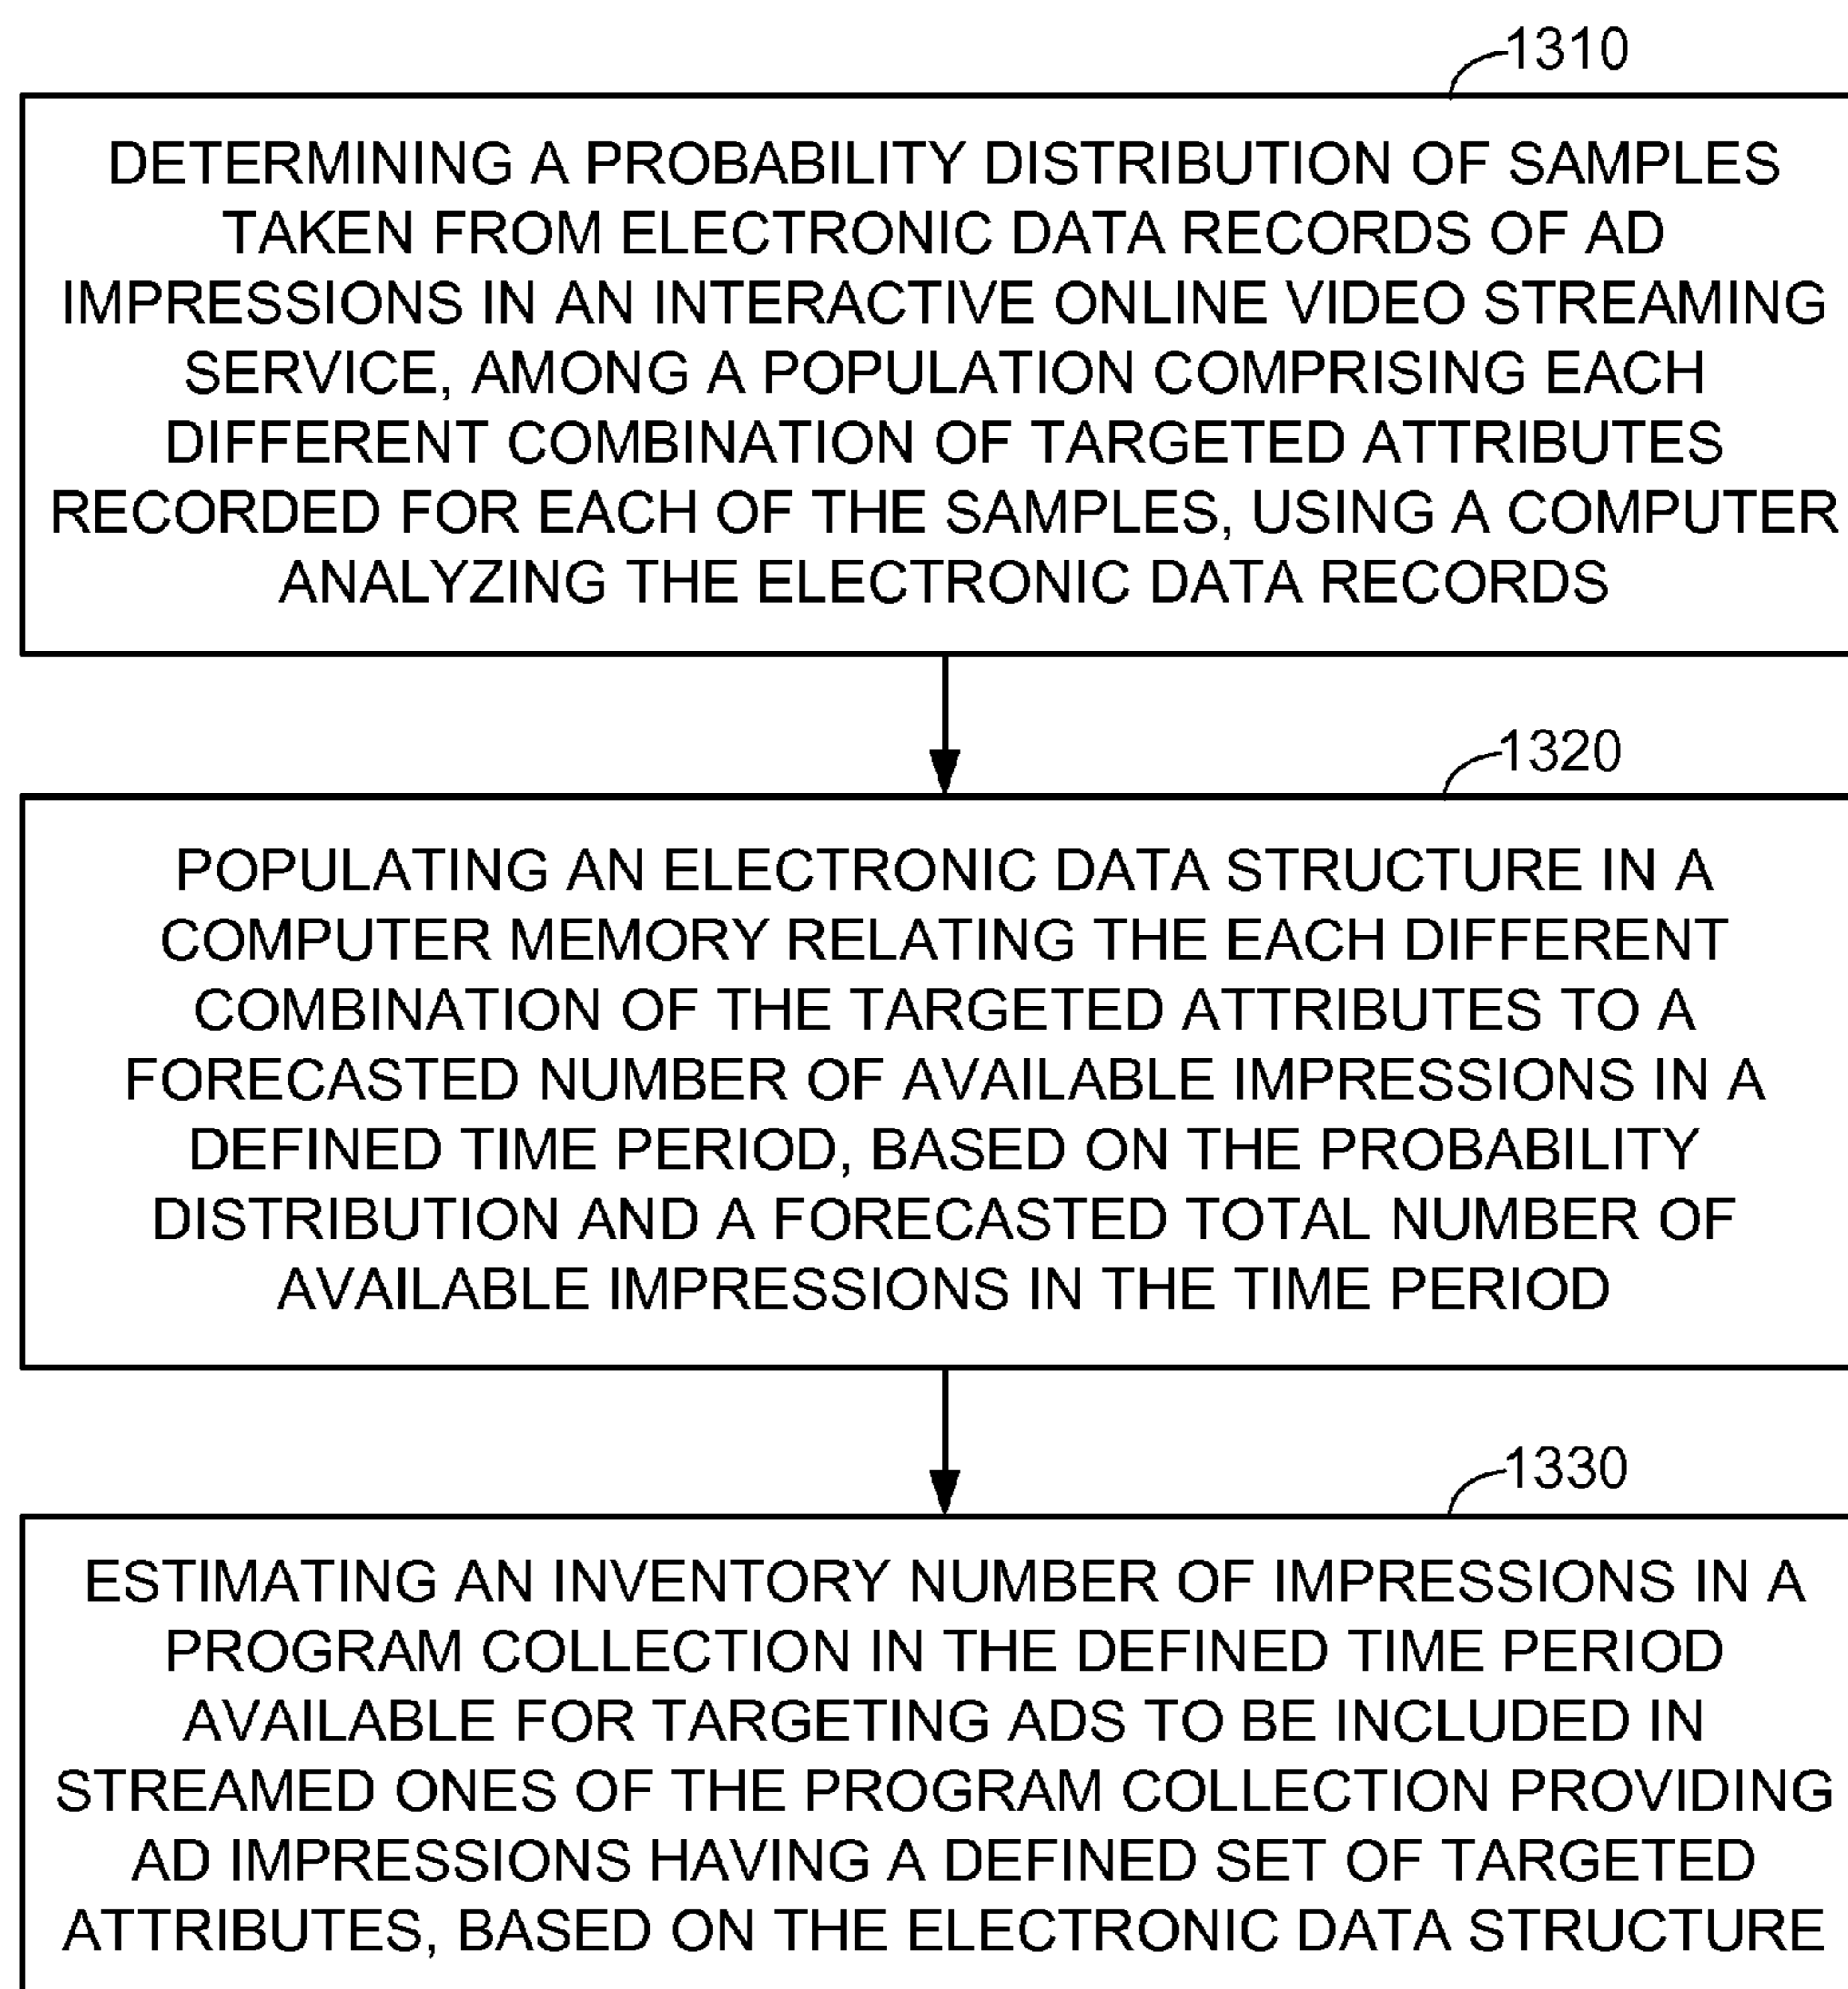 1310
DETERMINING A PROBABILITY DISTRIBUTION OF SAMPLES
TAKEN FROM ELECTRONIC DATA RECORDS OF AD
IMPRESSIONS IN AN INTERACTIVE ONLINE VIDEO STREAMING
SERVICE, AMONG A POPULATION COMPRISING EACH
DIFFERENT COMBINATION OF TARGETED ATTRIBUTES
RECORDED FOR EACH OF THE SAMPLES, USING A COMPUTER
ANALYZING THE ELECTRONIC DATA RECORDS
1320
POPULATING AN ELECTRONIC DATA STRUCTURE IN A
COMPUTER MEMORY RELATING THE EACH DIFFERENT
COMBINATION OF THE TARGETED ATTRIBUTES TO A
FORECASTED NUMBER OF AVAILABLE IMPRESSIONS IN A
DEFINED TIME PERIOD, BASED ON THE PROBABILITY
DISTRIBUTION AND A FORECASTED TOTAL NUMBER OF
AVAILABLE IMPRESSIONS IN THE TIME PERIOD
1330
ESTIMATING AN INVENTORY NUMBER OF IMPRESSIONS IN A
PROGRAM COLLECTION IN THE DEFINED TIME PERIOD
AVAILABLE FOR TARGETING ADS TO BE INCLUDED IN
STREAMED ONES OF THE PROGRAM COLLECTION PROVIDING
AD IMPRESSIONS HAVING A DEFINED SET OF TARGETED
ATTRIBUTES, BASED ON THE ELECTRONIC DATA STRUCTURE